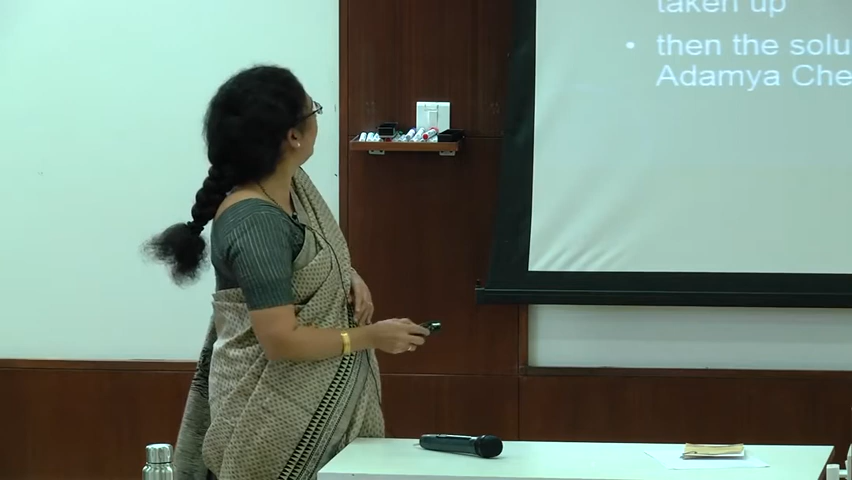 taken up
• then the solu
Adamya Che